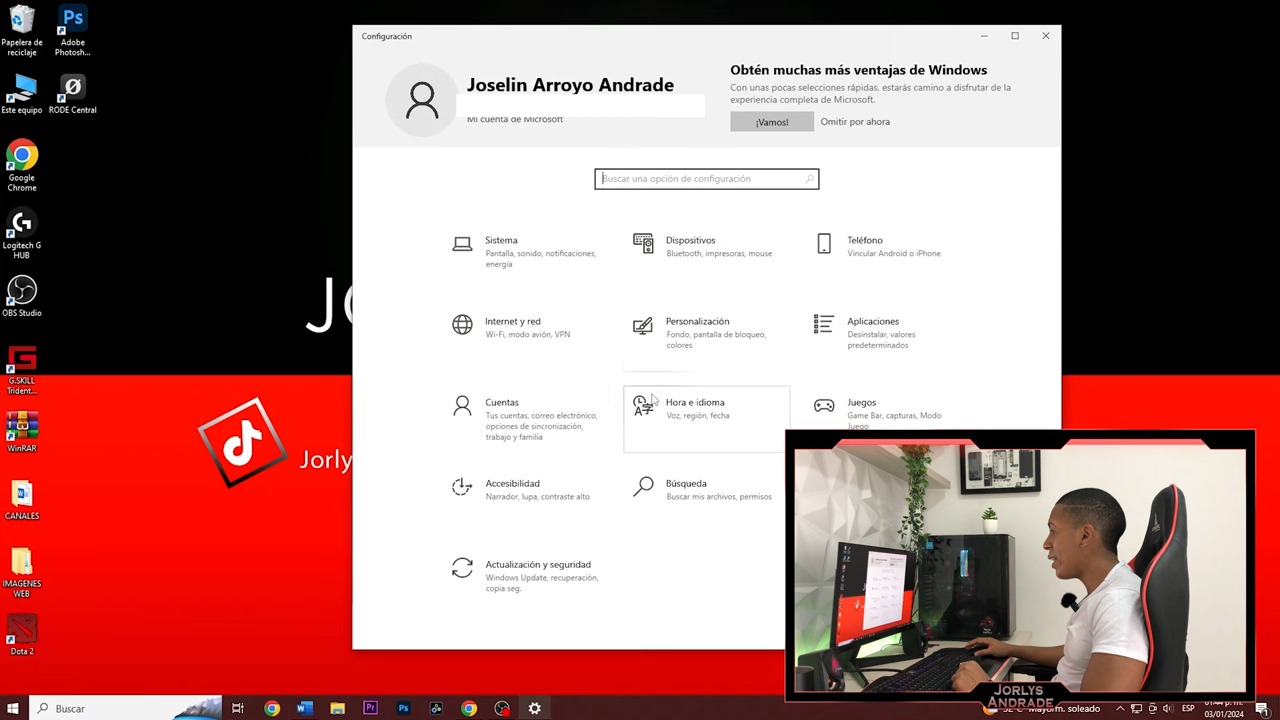 Papelera de
reciclaje
Adobe
Photosh...
Este equipo
RODE Central
Google
Chrome
Logitech G
HUB
OBS Studio
G.SKILL
Trident...
WinRAR
CANALES
IMAGENES
WEB
Dota 2
JO
Jorly
Configuración
Joselin Arroyo Andrade
Mi cuenta de Microsoft
Obtén muchas más ventajas de Windows
Con unas pocas selecciones rápidas, estarás camino a disfrutar de la
experiencia completa de Microsoft.
¡Vamos!
Omitir por ahora
Buscar una opción de configuración
Sistema
Pantalla, sonido, notificaciones,
energía
Dispositivos
Bluetooth, impresoras, mouse
Teléfono
Vincular Android o iPhone
Internet y red
Wi-Fi, modo avión, VPN
Personalización
Fondo, pantalla de bloqueo,
colores
Aplicaciones
Desinstalar, valores
predeterminados
Cuentas
Tus cuentas, correo electrónico,
opciones de sincronización,
trabajo y familia
Hora e idioma
Voz, región, fecha
Juegos
Game Bar, capturas, Modo
Juego
Accesibilidad
Narrador, lupa, contraste alto
Búsqueda
Buscar mis archivos, permisos
Actualización y seguridad
Windows Update, recuperación,
copia seg.
JORLYS
ANDRADE
Buscar
32°C Mayorm. soleado
ESP
01:44 p. m.
03/01/2024